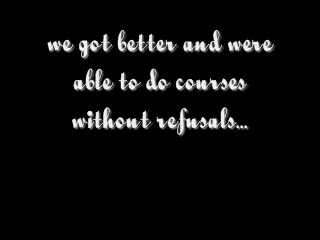 we got better and were
able to do courses
without refusals...